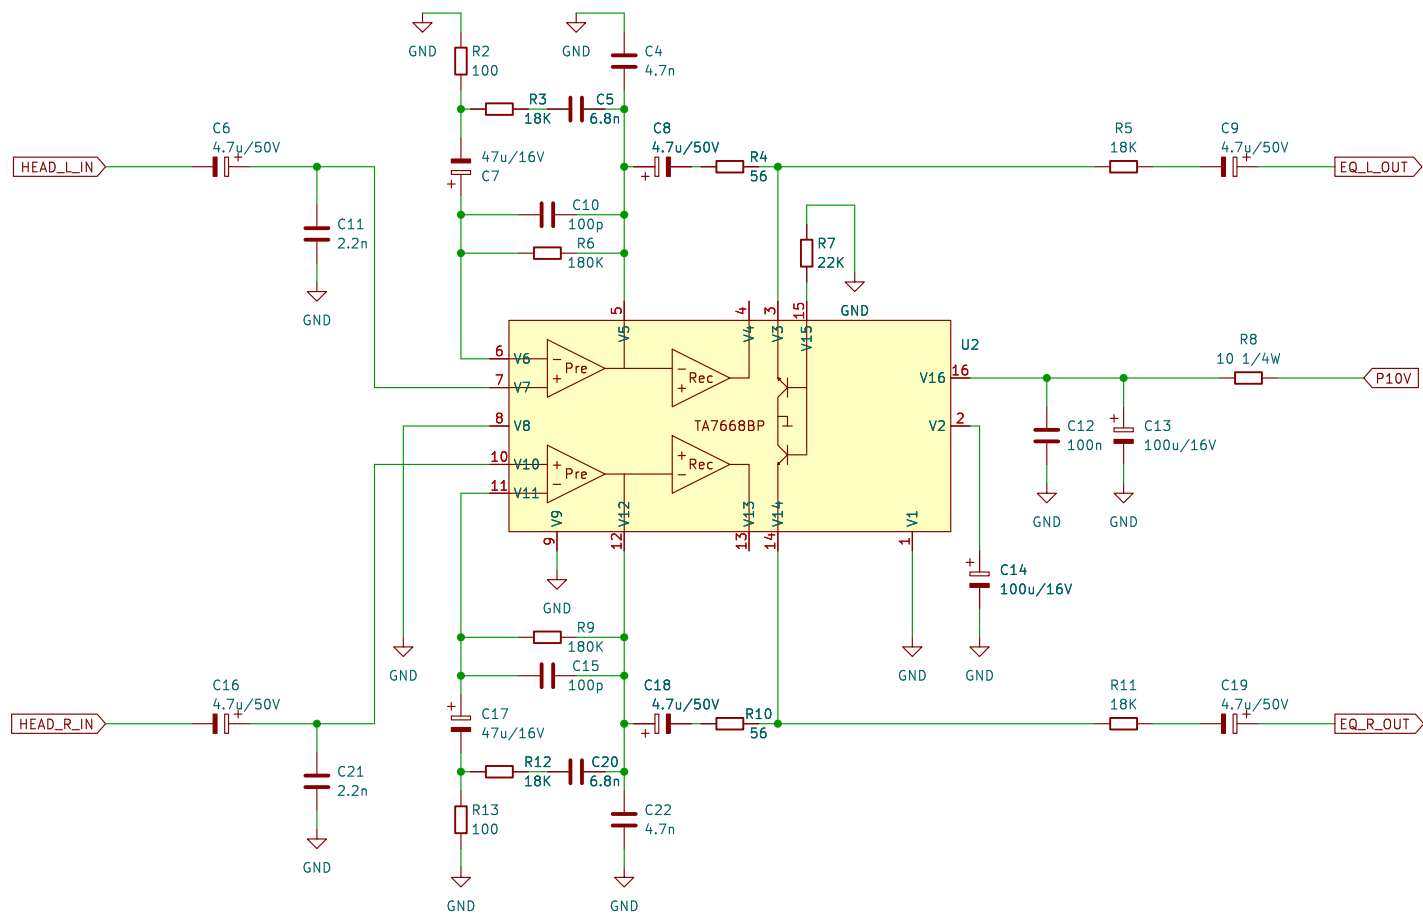 GND
R2
100
GND
C4
4.7n
R3
18K
C5
6.8n
C6
4.7u/50V
+
HEAD_L_IN
47u/16V
C7
+
C8
4.7u/50V
+
R4
56
R5
18K
C9
4.7u/50V
+
EQ_L_OUT
C11
2.2n
GND
C10
100p
R6
180K
R7
22K
GND
5
4
3
15
V5
V4
V3
V15
U2
6
V6
7
V7
8
V8
10
V10
11
V11
−
+
Pre
−
+
Rec
TA7668BP
+
−
Pre
+
−
Rec
V16
16
V2
2
R8
10 1/4W
P10V
C12
100n
GND
+
C13
100u/16V
GND
V9
V12
V13
V14
V1
9
12
13
14
1
GND
+
C14
100u/16V
GND
GND
GND
R9
180K
C15
100p
C16
4.7u/50V
+
HEAD_R_IN
+
C17
47u/16V
C18
4.7u/50V
+
R10
56
R11
18K
C19
4.7u/50V
+
EQ_R_OUT
C21
2.2n
GND
R12
18K
C20
6.8n
R13
100
GND
C22
4.7n
GND